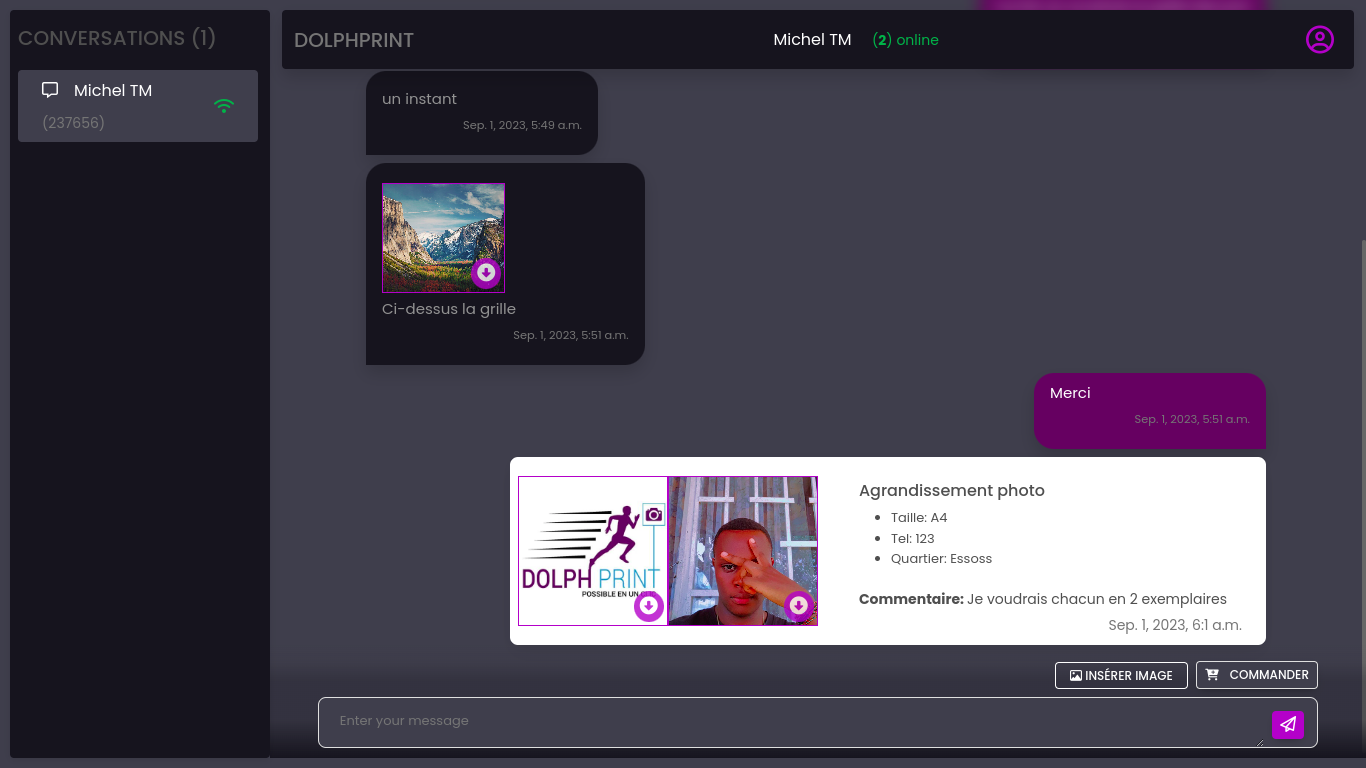 CONVERSATIONS (1)
Michel TM
(237656)
DOLPHPRINT
Michel TM (2) online
un instant
Sep. 1, 2023, 5:49 a.m.
Ci-dessus la grille
Sep. 1, 2023, 5:51 a.m.
Merci
Sep. 1, 2023, 5:51 a.m.
DOLPH PRINT
POSSIBLE EN UN
Agrandissement photo
Taille: A4
Tel: 123
Quartier: Essoss
Commentaire: Je voudrais chacun en 2 exemplaires
Sep. 1, 2023, 6:1 a.m.
INSÉRER IMAGE
COMMANDER
Enter your message